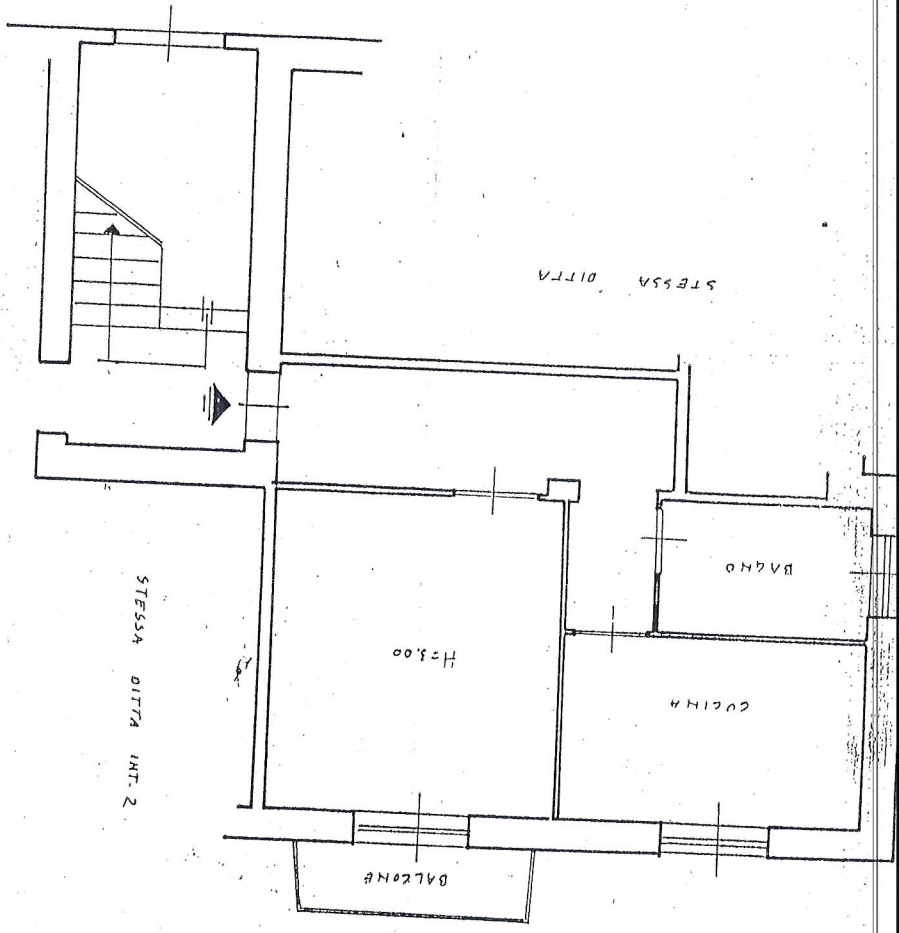 STESSA DITTA
BAGNO
H=3,00
CUCINA
BALCONE
STESSA DITTA INT. 2